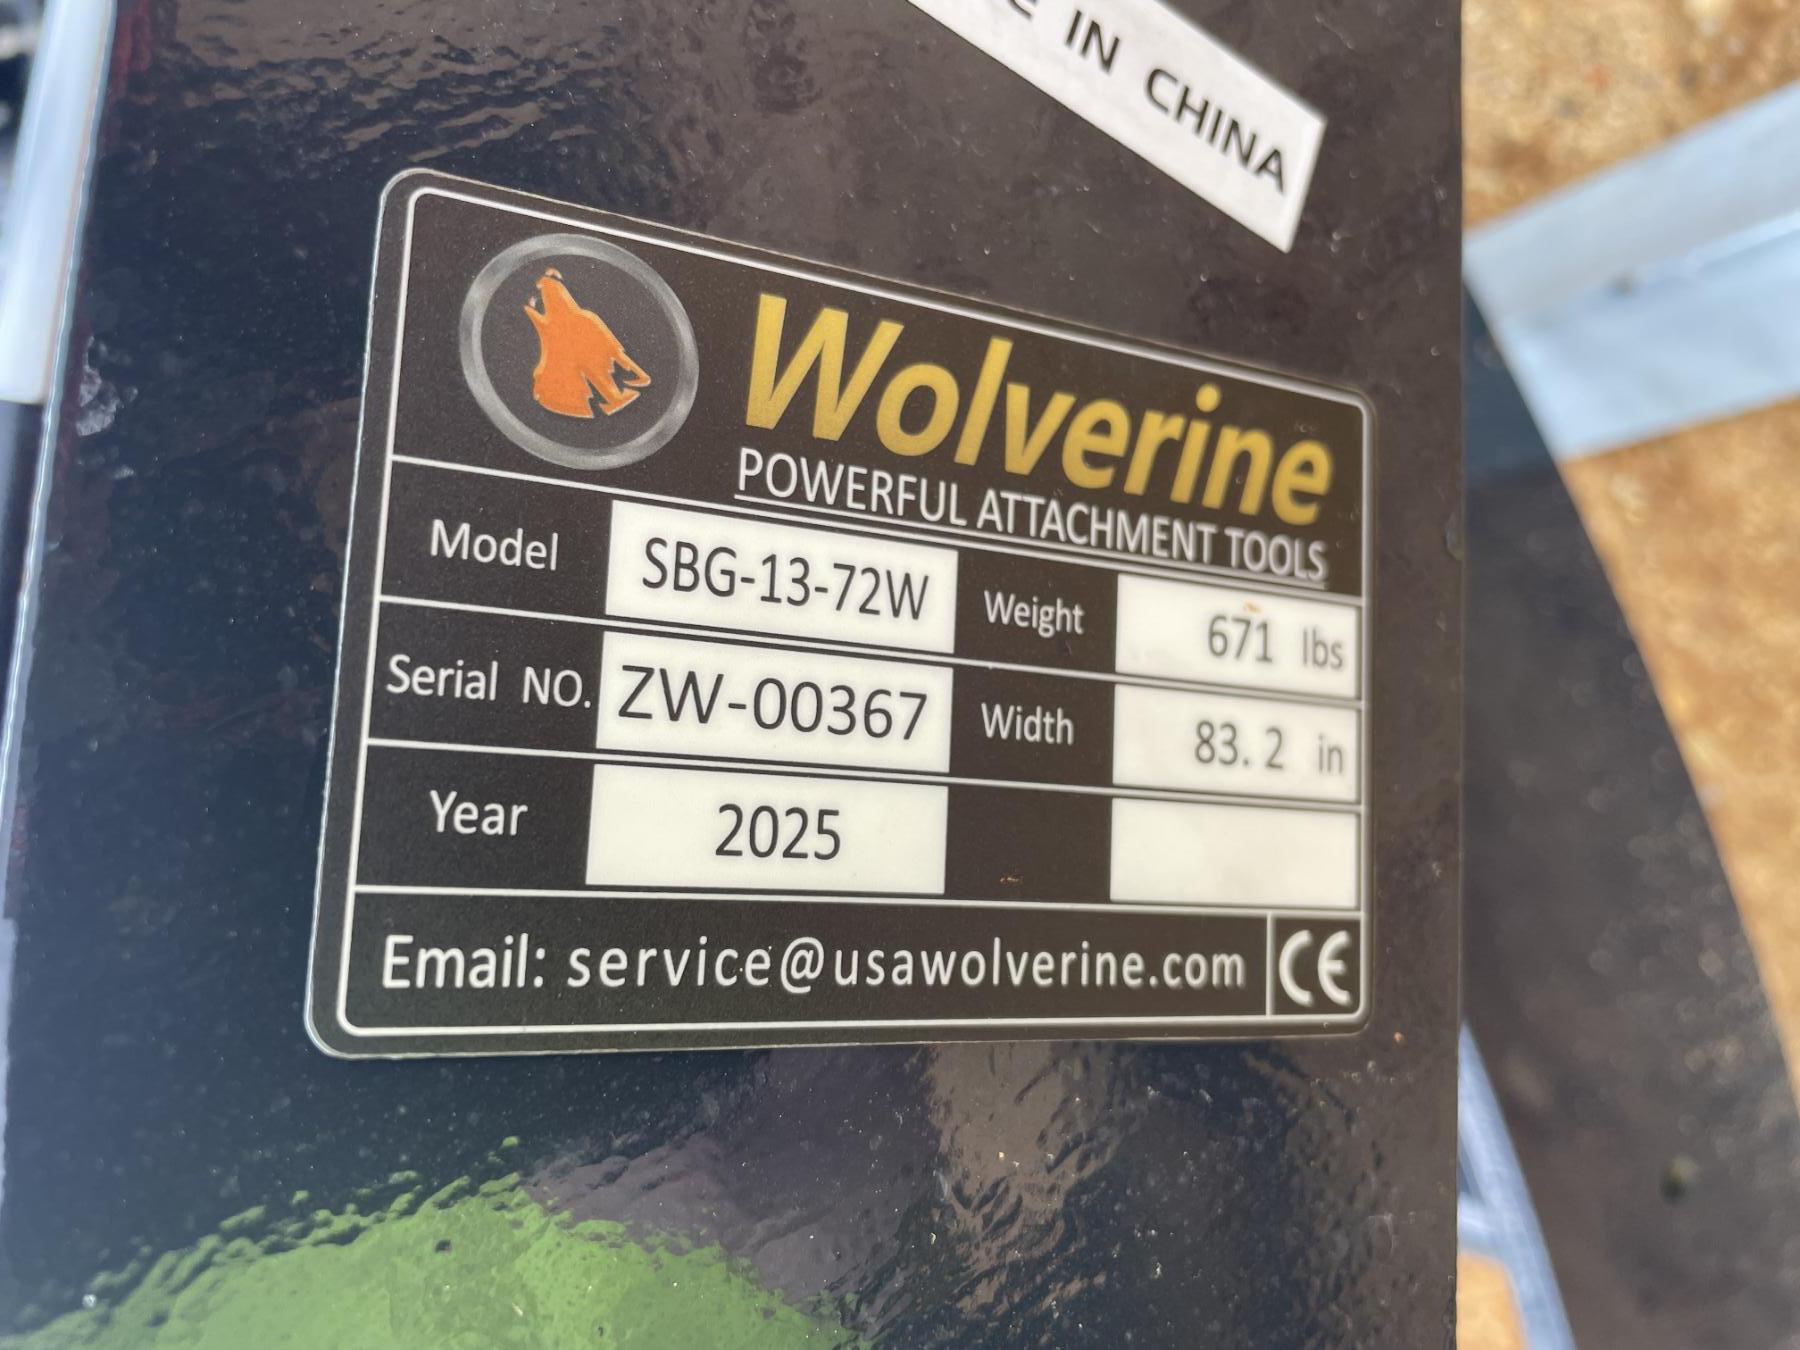 IN CHINA
Wolverine
POWERFUL ATTACHMENT TOOLS
Model SBG-13-72W Weight 671 lbs
Serial NO. ZW-00367 Width 83.2 in
Year 2025
Email: service@usawolverine.com CE